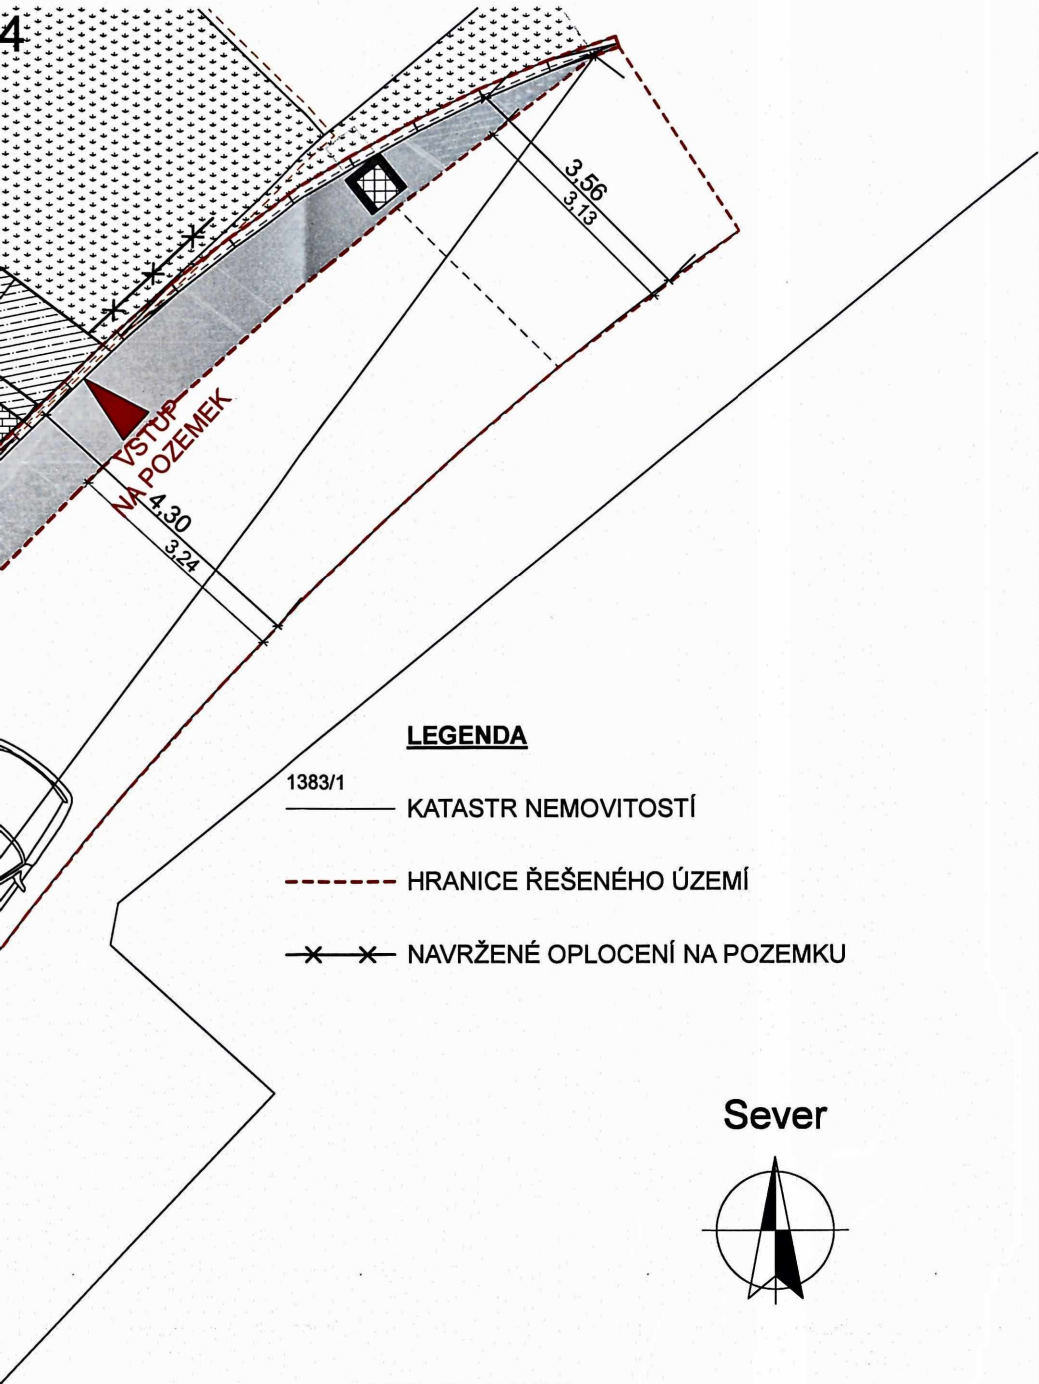 4
3,56
3,13
VSTUP
NA POZEMEK
4,30
3,24
LEGENDA
1383/1
KATASTR NEMOVITOSTÍ
HRANICE ŘEŠENÉHO ÚZEMÍ
NAVRŽENÉ OPLOCENÍ NA POZEMKU
Sever